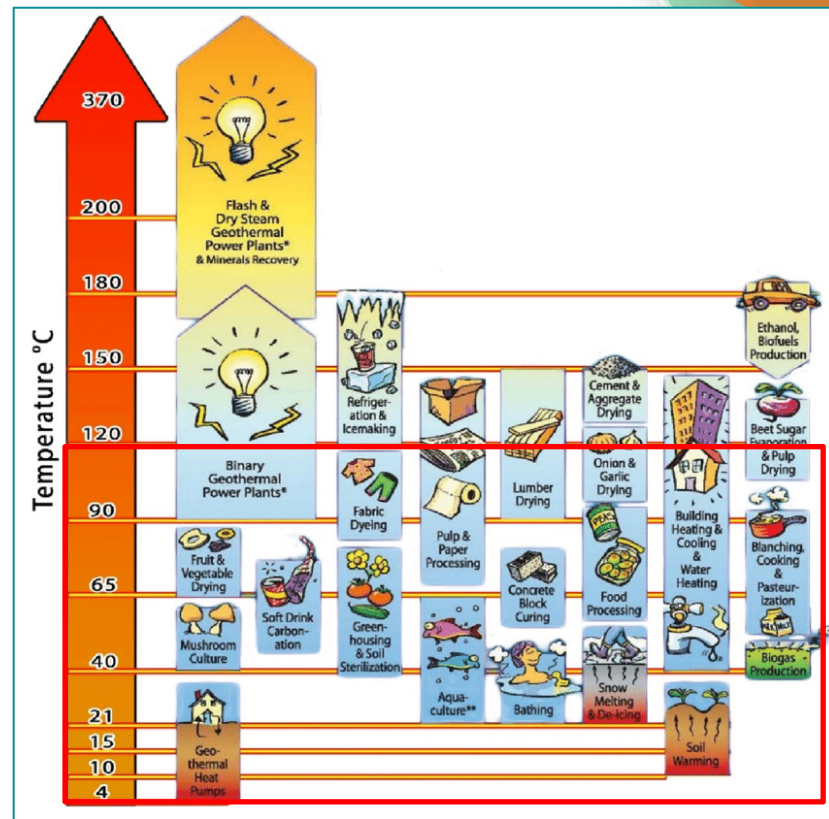 Temperature °C
370
200
180
150
120
90
65
40
21
15
10
4
Flash &
Dry Steam
Geothermal
Power Plants*
& Minerals Recovery
Binary
Geothermal
Power Plants*
Fruit &
Vegetable
Drying
Mushroom
Culture
Geo-
thermal
Heat
Pumps
Soft Drink
Carbon-
ation
Refriger-
ation &
Icemaking
Fabric
Dyeing
Green-
housing
& Soil
Sterilization
Pulp &
Paper
Processing
Aqua-
culture**
Lumber
Drying
Concrete
Block
Curing
Bathing
Cement &
Aggregate
Drying
Onion &
Garlic
Drying
PEAS
Food
Processing
Snow
Melting
& De-icing
Building
Heating &
Cooling
&
Water
Heating
Soil
Warming
Ethanol,
Biofuels
Production
Beet Sugar
Evaporation
& Pulp
Drying
Blanching,
Cooking
&
Pasteur-
ization
Biogas
Production